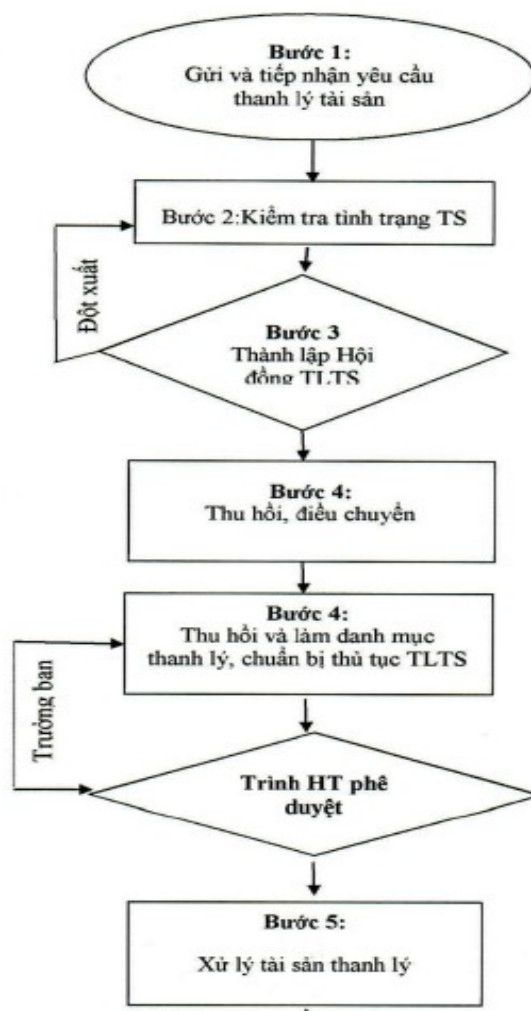 Bước 1:
Gửi và tiếp nhận yêu cầu
thanh lý tài sản
Bước 2:Kiểm tra tình trạng TS
Đột xuất
Bước 3
Thành lập Hội
đồng TLTS
Bước 4:
Thu hồi, điều chuyển
Bước 4:
Thu hồi và làm danh mục
thanh lý, chuẩn bị thủ tục TLTS
Trưởng ban
Trình HT phê
duyệt
Bước 5:
Xử lý tài sản thanh lý